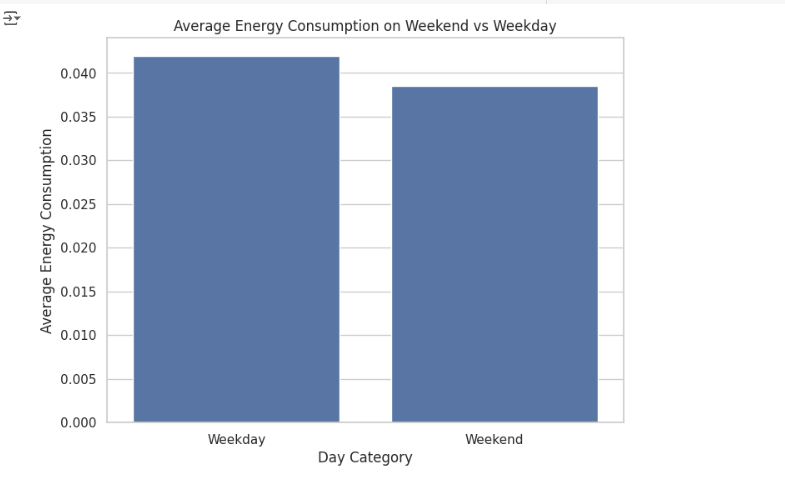 Average Energy Consumption on Weekend vs Weekday
0.040
0.035
0.030
0.025
0.020
0.015
0.010
0.005
0.000
Average Energy Consumption
Weekday
Weekend
Day Category